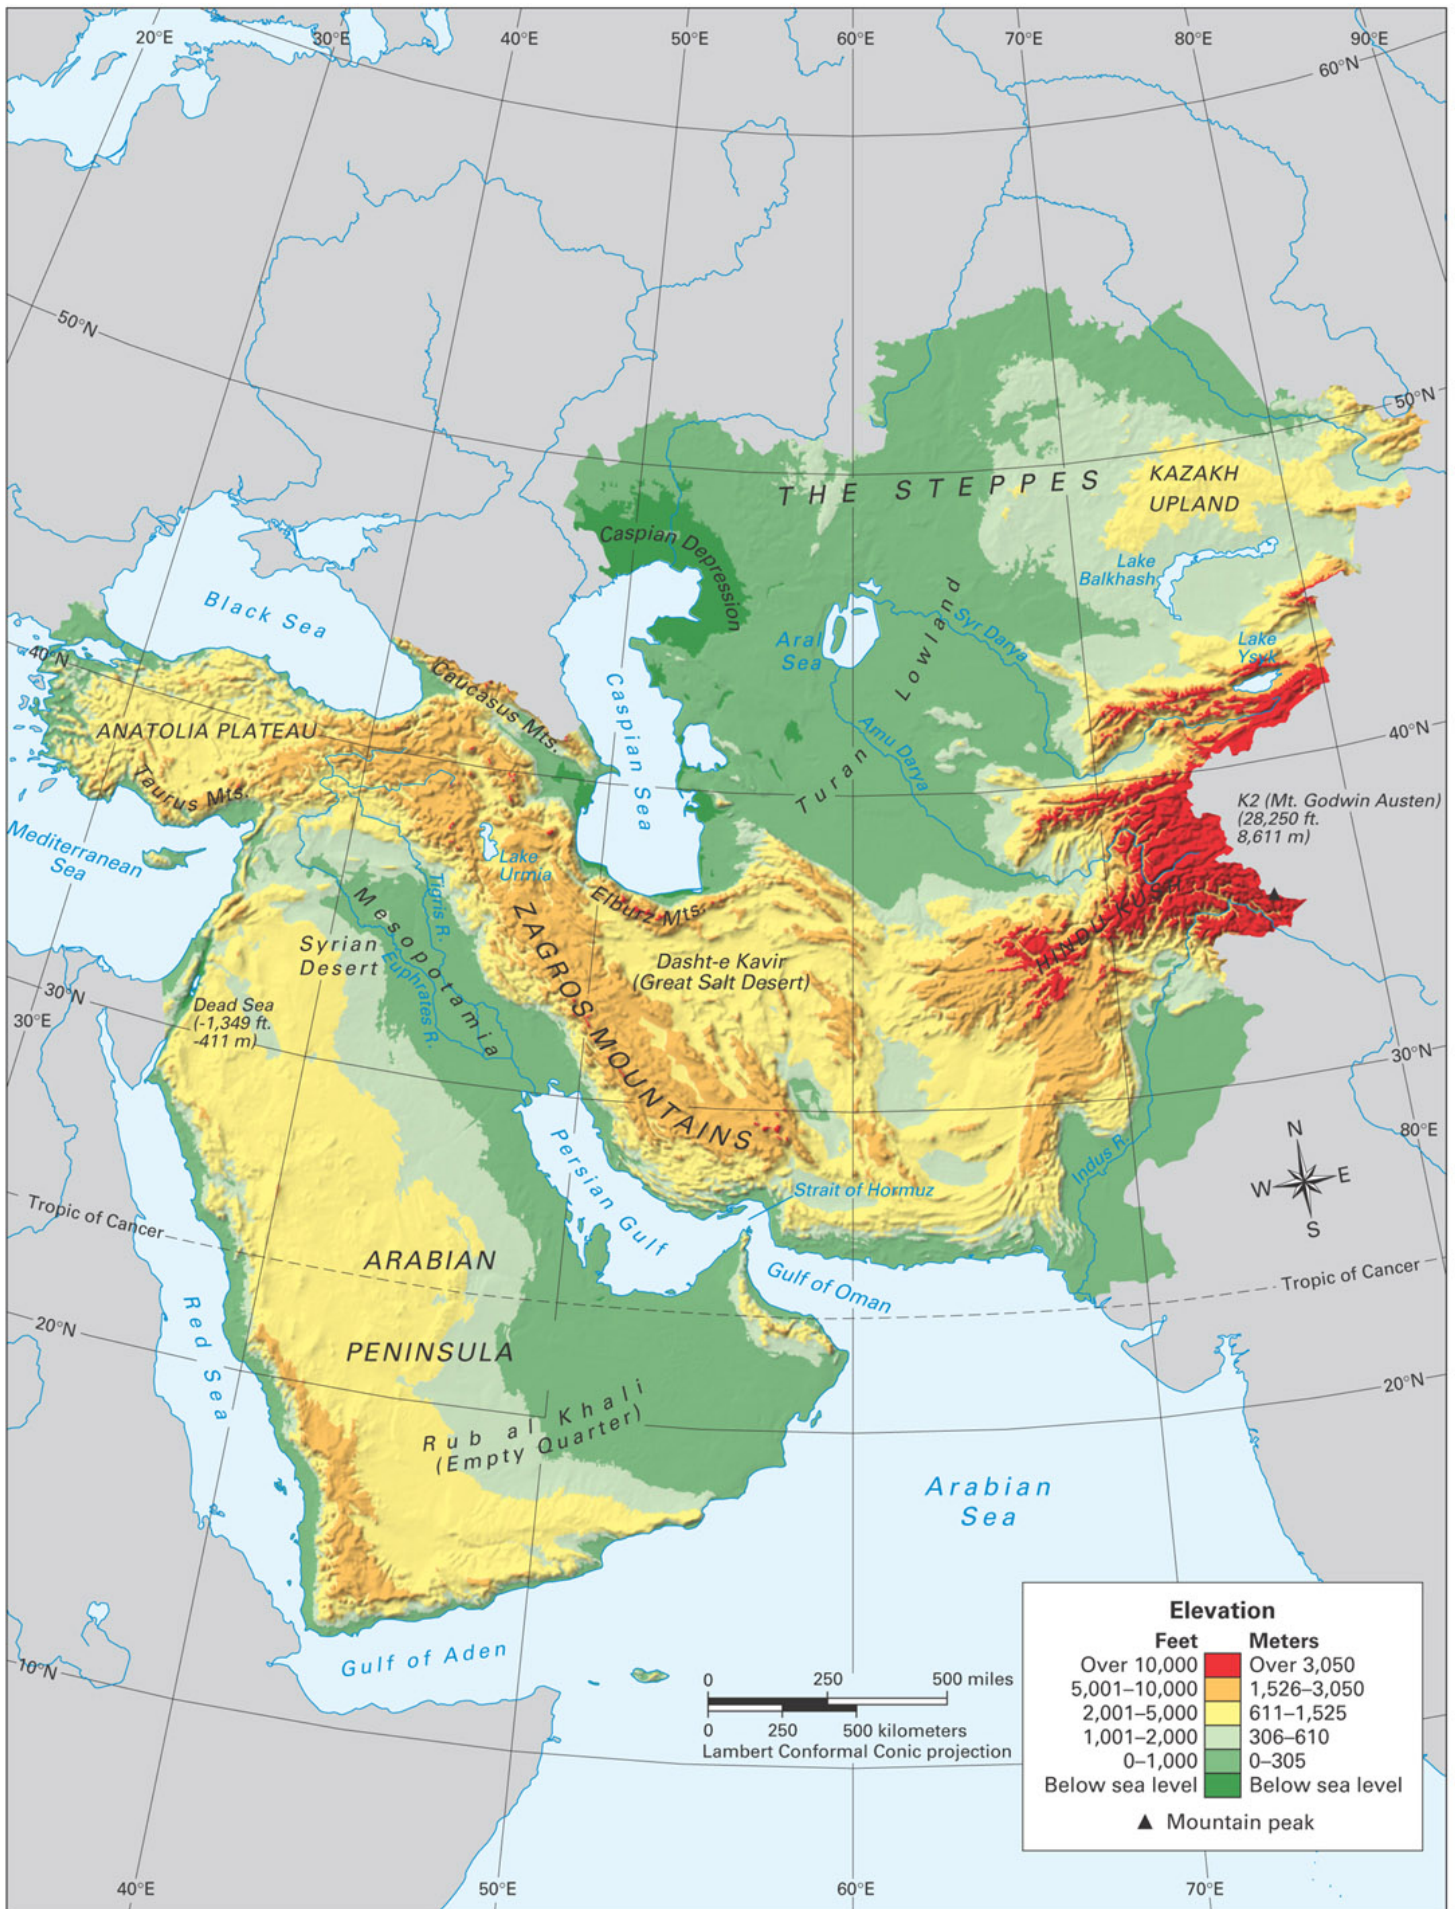 20°E
30°E
40°E
50°E
60°E
70°E
80°E
90°E
60°N
50°N
50°N
THE STEPPES
KAZAKH
UPLAND
Caspian Depression
Lake
Balkhash
Black Sea
Aral
Sea
Syr Darya
Lake
Ysyk
40°N
Caucasus Mts.
Caspian Sea
Turan Lowland
Amu Darya
ANATOLIA PLATEAU
40°N
Taurus Mts.
K2 (Mt. Godwin Austen)
(28,250 ft.
8,611 m)
Mediterranean
Sea
Lake
Urmia
Elburz Mts.
HINDU KUSH
Tigris R.
Mesopotamia
Syrian
Desert
Euphrates R.
ZAGROS MOUNTAINS
Dasht-e Kavir
(Great Salt Desert)
30°N
30°E
Dead Sea
(-1,349 ft.
-411 m)
30°N
80°E
N
W
E
S
Persian Gulf
Indus R.
Strait of Hormuz
Tropic of Cancer
ARABIAN
PENINSULA
Gulf of Oman
Tropic of Cancer
Red Sea
20°N
20°N
Rub al Khali
(Empty Quarter)
Arabian
Sea
Gulf of Aden
10°N
0 250 500 miles
0 250 500 kilometers
Lambert Conformal Conic projection
Elevation
Feet Meters
Over 10,000 Over 3,050
5,001–10,000 1,526–3,050
2,001–5,000 611–1,525
1,001–2,000 306–610
0–1,000 0–305
Below sea level Below sea level
▲ Mountain peak
40°E
50°E
60°E
70°E